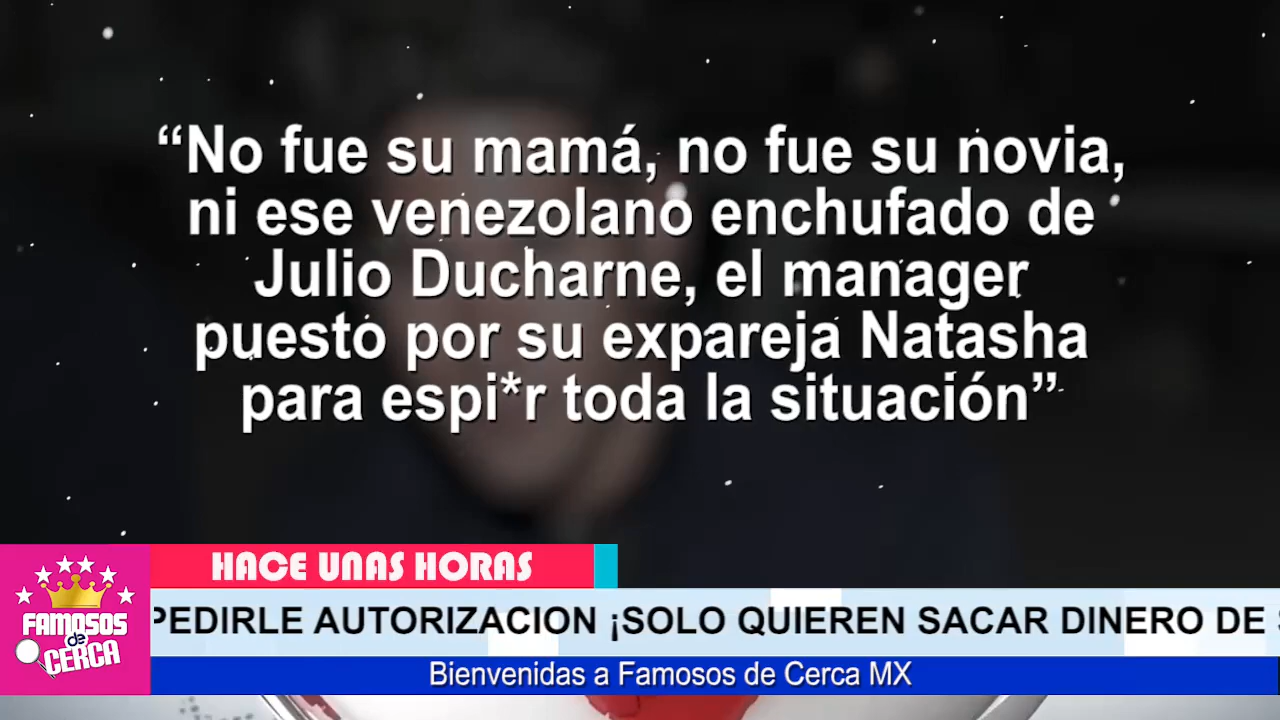 “No fue su mamá, no fue su novia,
ni ese venezolano enchufado de
Julio Ducharne, el manager
puesto por su expareja Natasha
para espi*r toda la situación”
HACE UNAS HORAS
PEDIRLE AUTORIZACION ¡SOLO QUIEREN SACAR DINERO DE
Bienvenidas a Famosos de Cerca MX
FAMOSOS
de
CERCA